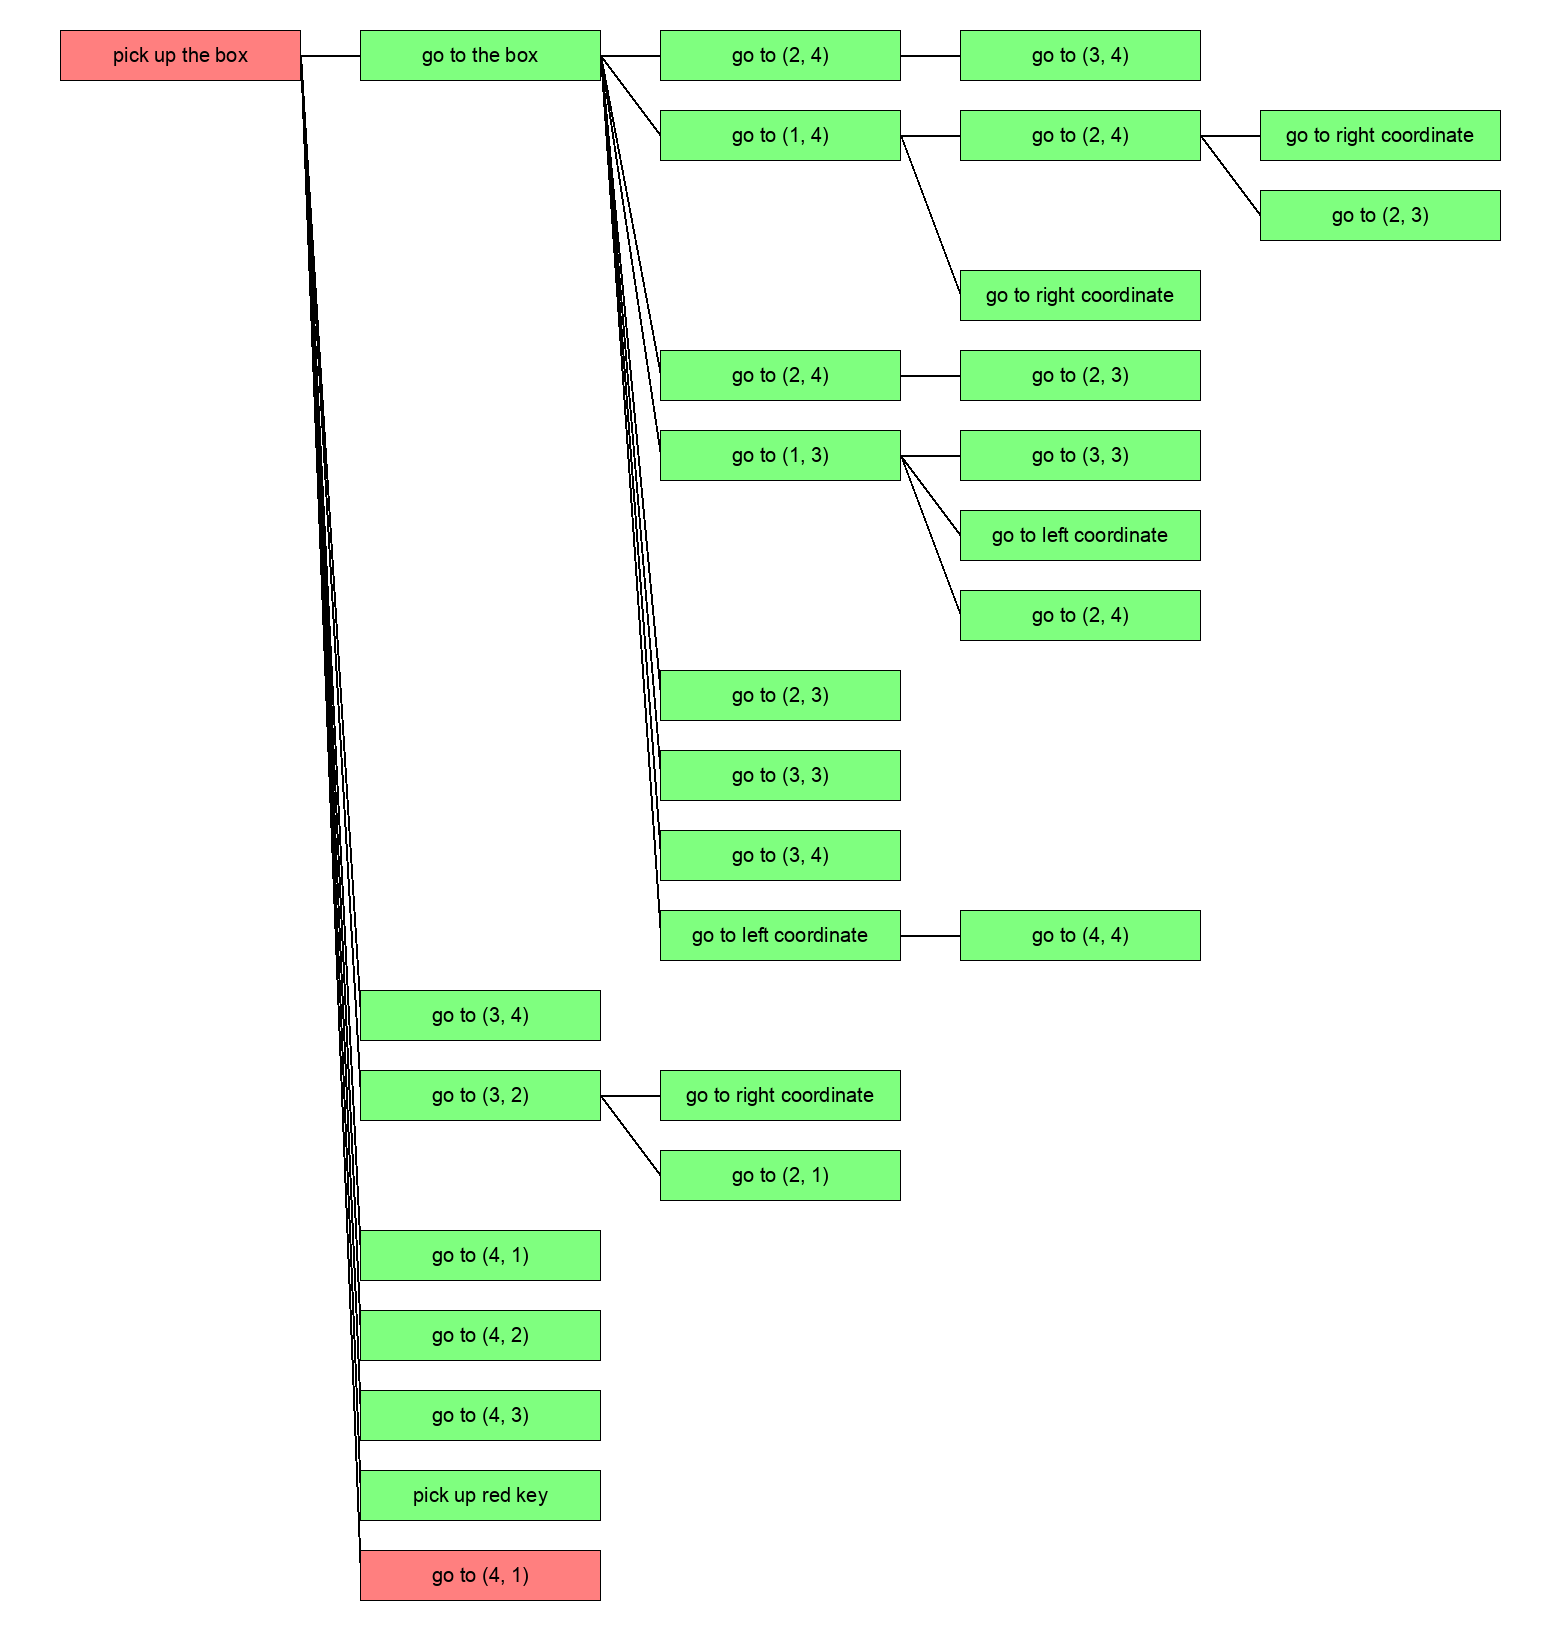 pick up the box
go to the box
go to (2, 4)
go to (3, 4)
go to (1, 4)
go to (2, 4)
go to right coordinate
go to (2, 3)
go to right coordinate
go to (2, 4)
go to (2, 3)
go to (1, 3)
go to (3, 3)
go to left coordinate
go to (2, 4)
go to (2, 3)
go to (3, 3)
go to (3, 4)
go to left coordinate
go to (4, 4)
go to (3, 4)
go to (3, 2)
go to right coordinate
go to (2, 1)
go to (4, 1)
go to (4, 2)
go to (4, 3)
pick up red key
go to (4, 1)